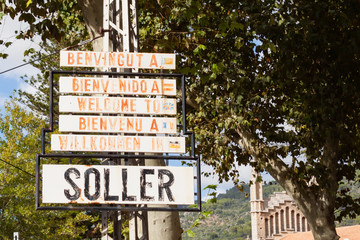 BENVINGUT A
BIENVENIDO A
WELCOME TO
BIENVENU A
WILLKOMMEN IN
SOLLER